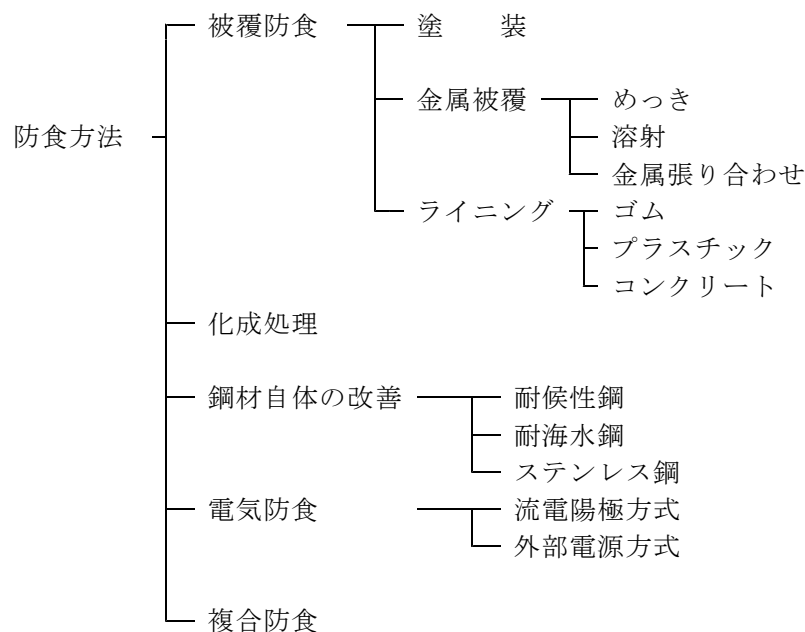 被覆防食
塗　　装
金属被覆
めっき
防食方法
溶射
金属張り合わせ
ライニング
ゴム
プラスチック
コンクリート
化成処理
鋼材自体の改善
耐候性鋼
耐海水鋼
ステンレス鋼
電気防食
流電陽極方式
外部電源方式
複合防食